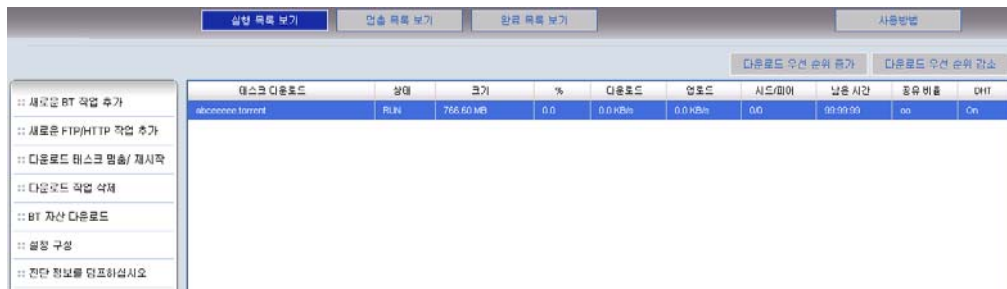 실행 목록 보기 멈춤 목록 보기 완료 목록 보기 사용방법
다운로드 우선 순위 증가 다운로드 우선 순위 감소
:: 새로운 BT 작업 추가
:: 새로운 FTP/HTTP 작업 추가
:: 다운로드 테스크 멈춤/ 재시작
:: 다운로드 작업 삭제
:: BT 자산 다운로드
:: 설정 구성
:: 진단 정보를 덤프하십시오
테스크 다운로드 상태 크기 % 다운로드 업로드 시드/피어 남은 시간 공유 비율 DHT
RUN 766.60 MB 0.0 0.0 KB/s 0.0 KB/s 0/0 99:99:99 oo On